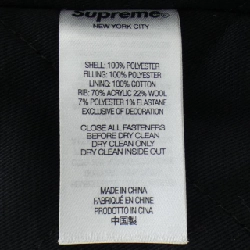 Supreme®
NEW YORK CITY
SHELL: 100% POLYESTER
FILLING: 100% POLYESTER
LINING: 100% COTTON
RIB: 70% ACRYLIC 22% WOOL
7% POLYESTER 1% ELASTANE
EXCLUSIVE OF DECORATION
CLOSE ALL FASTENERS
BEFORE DRY CLEAN
DRY CLEAN ONLY
DRY CLEAN INSIDE OUT
MADE IN CHINA
FABRIQUÉ EN CHINE
HECHO EN CHINA
中国製